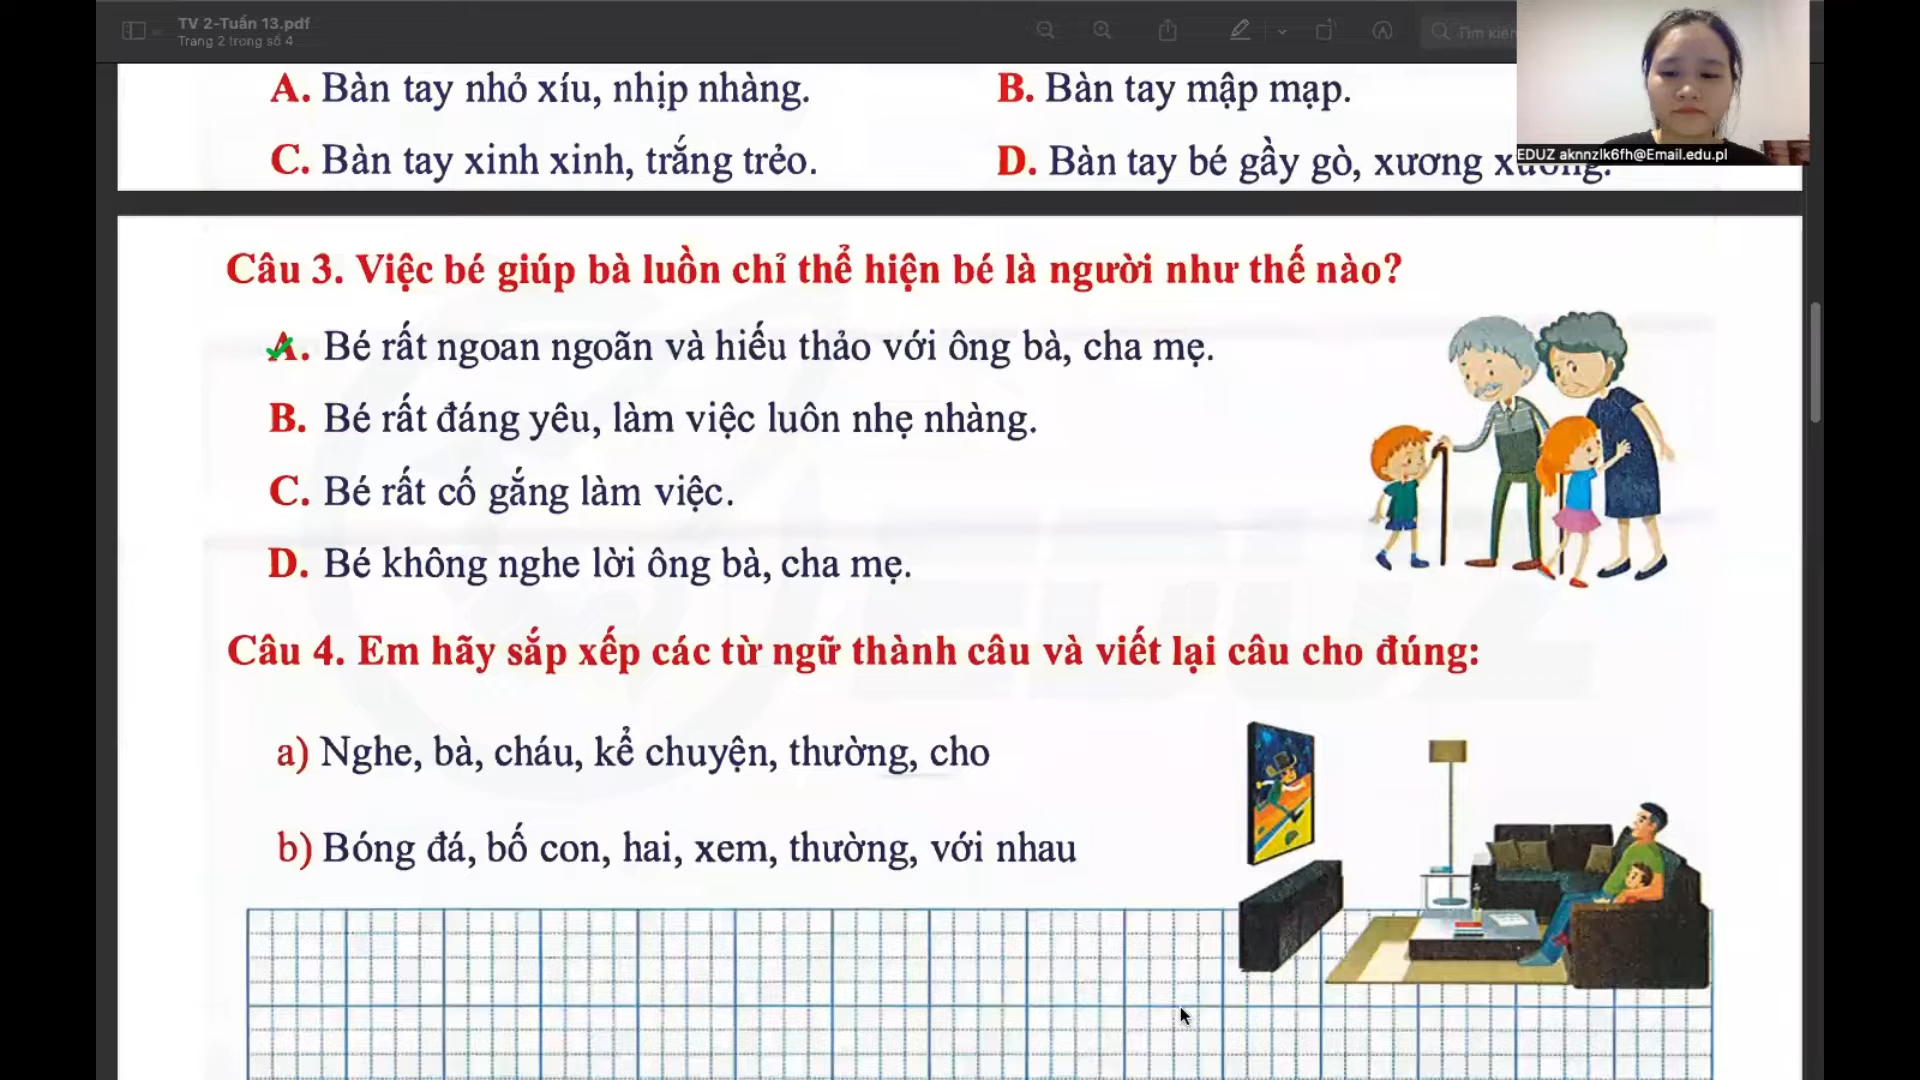 TV 2-Tuần 13.pdf
Trang 2 trong số 4
Tìm kiếm
A. Bàn tay nhỏ xíu, nhịp nhàng.
B. Bàn tay mập mạp.
C. Bàn tay xinh xinh, trắng trẻo.
D. Bàn tay bé gầy gò, xương xương.
EDUZ aknnzlk6fh@Email.edu.pl
Câu 3. Việc bé giúp bà luồn chỉ thể hiện bé là người như thế nào?
A. Bé rất ngoan ngoãn và hiếu thảo với ông bà, cha mẹ.
B. Bé rất đáng yêu, làm việc luôn nhẹ nhàng.
C. Bé rất cố gắng làm việc.
D. Bé không nghe lời ông bà, cha mẹ.
Câu 4. Em hãy sắp xếp các từ ngữ thành câu và viết lại câu cho đúng:
a) Nghe, bà, cháu, kể chuyện, thường, cho
b) Bóng đá, bố con, hai, xem, thường, với nhau
EDUZ